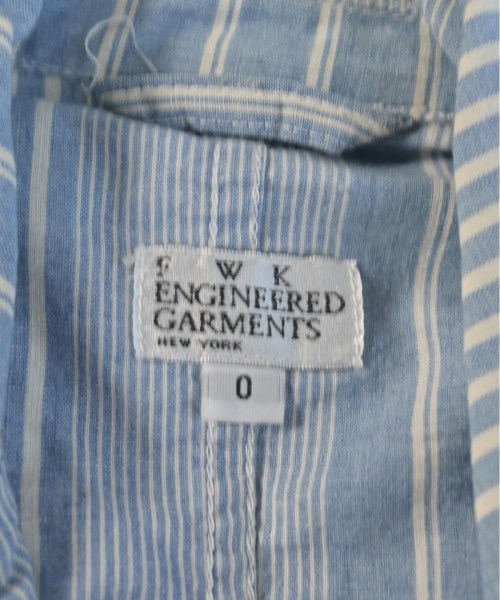 F W K
ENGINEERED
GARMENTS
NEW YORK
0